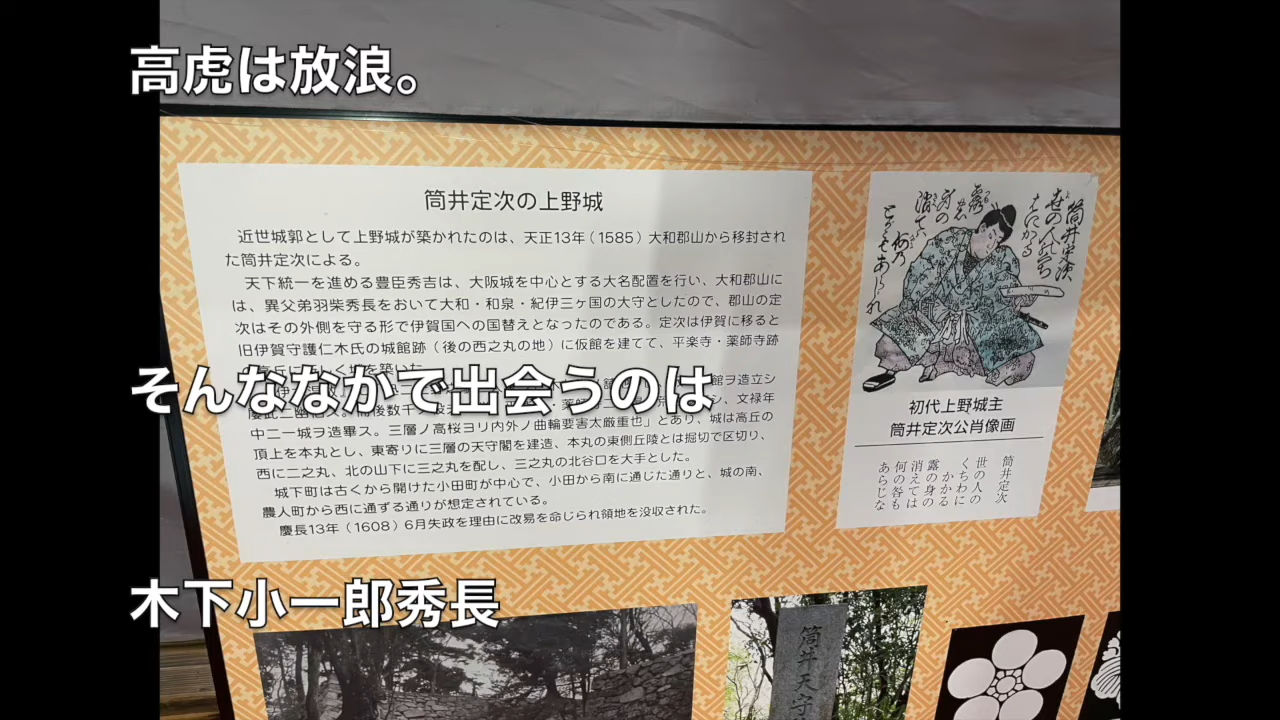 高虎は放浪。
筒井定次の上野城
近世城郭として上野城が築かれたのは、天正13年(1585)大和郡山から移封され
た筒井定次による。
天下統一を進める豊臣秀吉は、大阪城を中心とする大名配置を行い、大和郡山に
は、異父弟羽柴秀長をおいて大和・和泉・紀伊三ヶ国の大守としたので、郡山の定
次はその外側を守る形で伊賀国への国替えとなったのである。定次は伊賀に移ると
旧伊賀守護仁木氏の城館跡(後の西之丸の地)に仮館を建てて、平楽寺・薬師寺跡
そんななかで出会うのは
館ヲ造立シ
シ、文禄年
中二一城ヲ造畢ス。三層ノ高桜ヨリ内外ノ曲輪要害太厳重也」とあり、城は高丘の
頂上を本丸とし、東寄りに三層の天守閣を建造、本丸の東側丘陵とは掘切で区切り、
西に二之丸、北の山下に三之丸を配し、三之丸の北谷口を大手とした。
城下町は古くから開けた小田町が中心で、小田から南に通じた通りと、城の南、
農人町から西に通ずる通りが想定されている。
慶長13年(1608)6月失政を理由に改易を命じられ領地を没収された。
筒井定次
世の人の
初代上野城主
筒井定次公肖像画
筒井定次
世の人の
くちわに
かかる
露の身の
消えては
何の咎も
あらじな
木下小一郎秀長
筒井天守